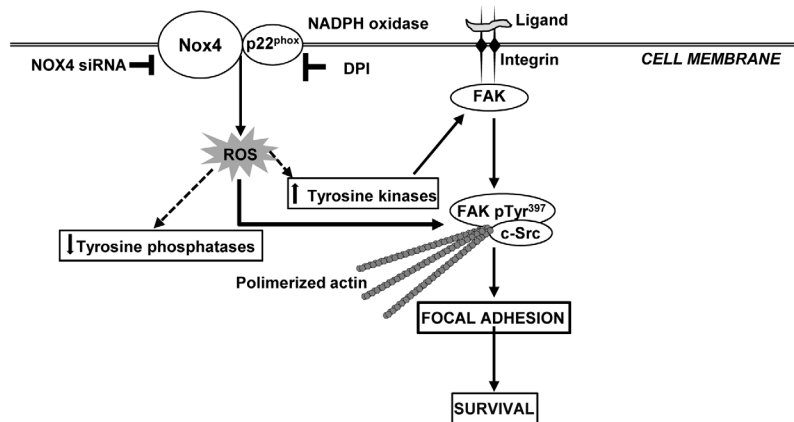 NADPH oxidase
Ligand
Nox4
p22phox
NOX4 siRNA
DPI
Integrin
CELL MEMBRANE
FAK
ROS
↑ Tyrosine kinases
FAK pTyr397
c-Src
↓ Tyrosine phosphatases
Polimerized actin
FOCAL ADHESION
SURVIVAL